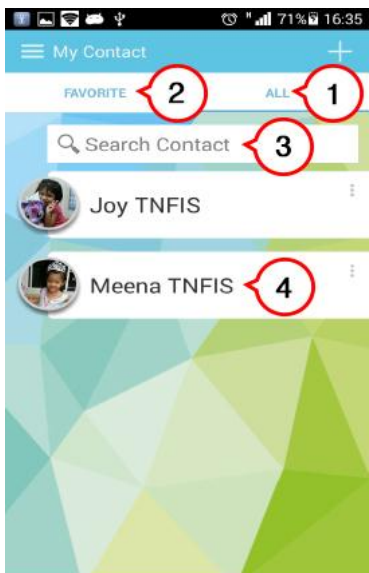 71% 16:35
My Contact
FAVORITE 2 ALL 1
Search Contact 3
Joy TNFIS
Meena TNFIS 4